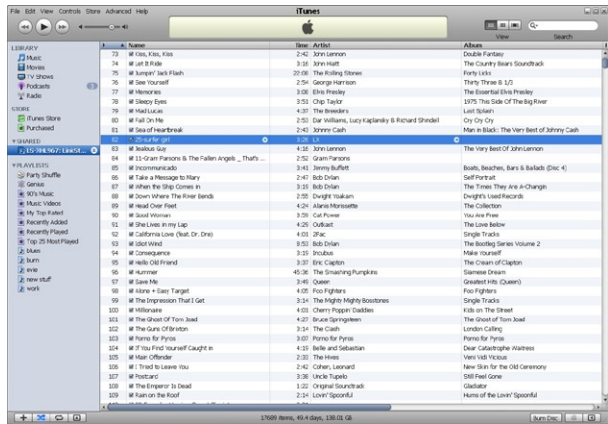 File Edit View Controls Store Advanced Help
iTunes
View
Search
LIBRARY
Music
Movies
TV Shows
Podcasts
Radio
STORE
iTunes Store
Purchased
SHARED
PLAYLISTS
Party Shuffle
Genius
90's Music
Music Videos
My Top Rated
Recently Added
Recently Played
Top 25 Most Played
blues
burn
evie
new stuff
work
Name Time Artist Album
73 Kiss, Kiss, Kiss 2:42 John Lennon Double Fantasy
74 Let It Ride 3:18 John Hiatt The Country Bears Soundtrack
75 Jumpin' Jack Flash 22:08 The Rolling Stones Forty Licks
76 See Yourself 2:54 George Harrison Thirty Three & 1/3
77 Memories 3:08 Elvis Presley The Essential Elvis Presley
78 Sleepy Eyes 3:51 Chip Taylor 1975 This Side Of The Big River
79 Mad Lucas 4:37 The Breeders Last Splash
80 Fall On Me 2:53 Dar Williams, Lucy Kaplansky & Richard Shindell Cry Cry Cry
81 Sea of Heartbreak 2:43 Johnny Cash Man in Black: The Very Best of Johnny Cash
82 25-surfer girl 3:28 LX
83 Jealous Guy 4:18 John Lennon The Very Best Of John Lennon
84 11-Gram Parsons & The Fallen Angels _ That's ... 2:52 Gram Parsons
85 Incommunicado 3:41 Jimmy Buffett Boats, Beaches, Bars & Ballads (Disc 4)
86 Take a Message to Mary 2:47 Bob Dylan Self Portrait
87 When the Ship Comes in 3:19 Bob Dylan The Times They Are A-Changin
88 Down Where The River Bends 2:55 Dwight Yoakam Dwight's Used Records
89 Head Over Feet 4:24 Alanis Morissette The Collection
90 Good Woman 3:59 Cat Power You Are Free
91 She Lives in my Lap 4:29 Outkast The Love Below
92 California Love (feat. Dr. Dre) 4:01 2Pac Single Tracks
93 Idiot Wind 8:53 Bob Dylan The Bootleg Series Volume 2
94 Consequence 3:19 Incubus Make Yourself
95 Hello Old Friend 3:37 Eric Clapton The Cream of Clapton
96 Hummer 45:36 The Smashing Pumpkins Siamese Dream
97 Save Me 3:49 Queen Greatest Hits (Queen)
98 Alone + Easy Target 4:05 Foo Fighters Foo Fighters
99 The Impression That I Get 3:14 The Mighty Mighty Bosstones Single Tracks
100 Millionaire 4:01 Cherry Poppin' Daddies Kids on The Street
101 The Ghost of Tom Joad 4:27 Bruce Springsteen The Ghost Of Tom Joad
102 The Guns Of Brixton 3:14 The Clash London Calling
103 Porno for Pyros 3:07 Porno for Pyros Porno for Pyros
104 If You Find Yourself Caught in 4:15 Belle and Sebastian Dear Catastrophe Waitress
105 Main Offender 2:33 The Hives Veni Vidi Vicious
106 I Tried to Leave You 2:42 Cohen, Leonard New Skin for the Old Ceremony
107 Postcard 3:36 Uncle Tupelo Still Feel Gone
108 The Emperor Is Dead 1:22 Original Soundtrack Gladiator
109 Rain on the Roof 2:14 Lovin' Spoonful Hums of the Lovin' Spoonful
17689 items, 49.4 days, 138.01 GB
Burn Disc